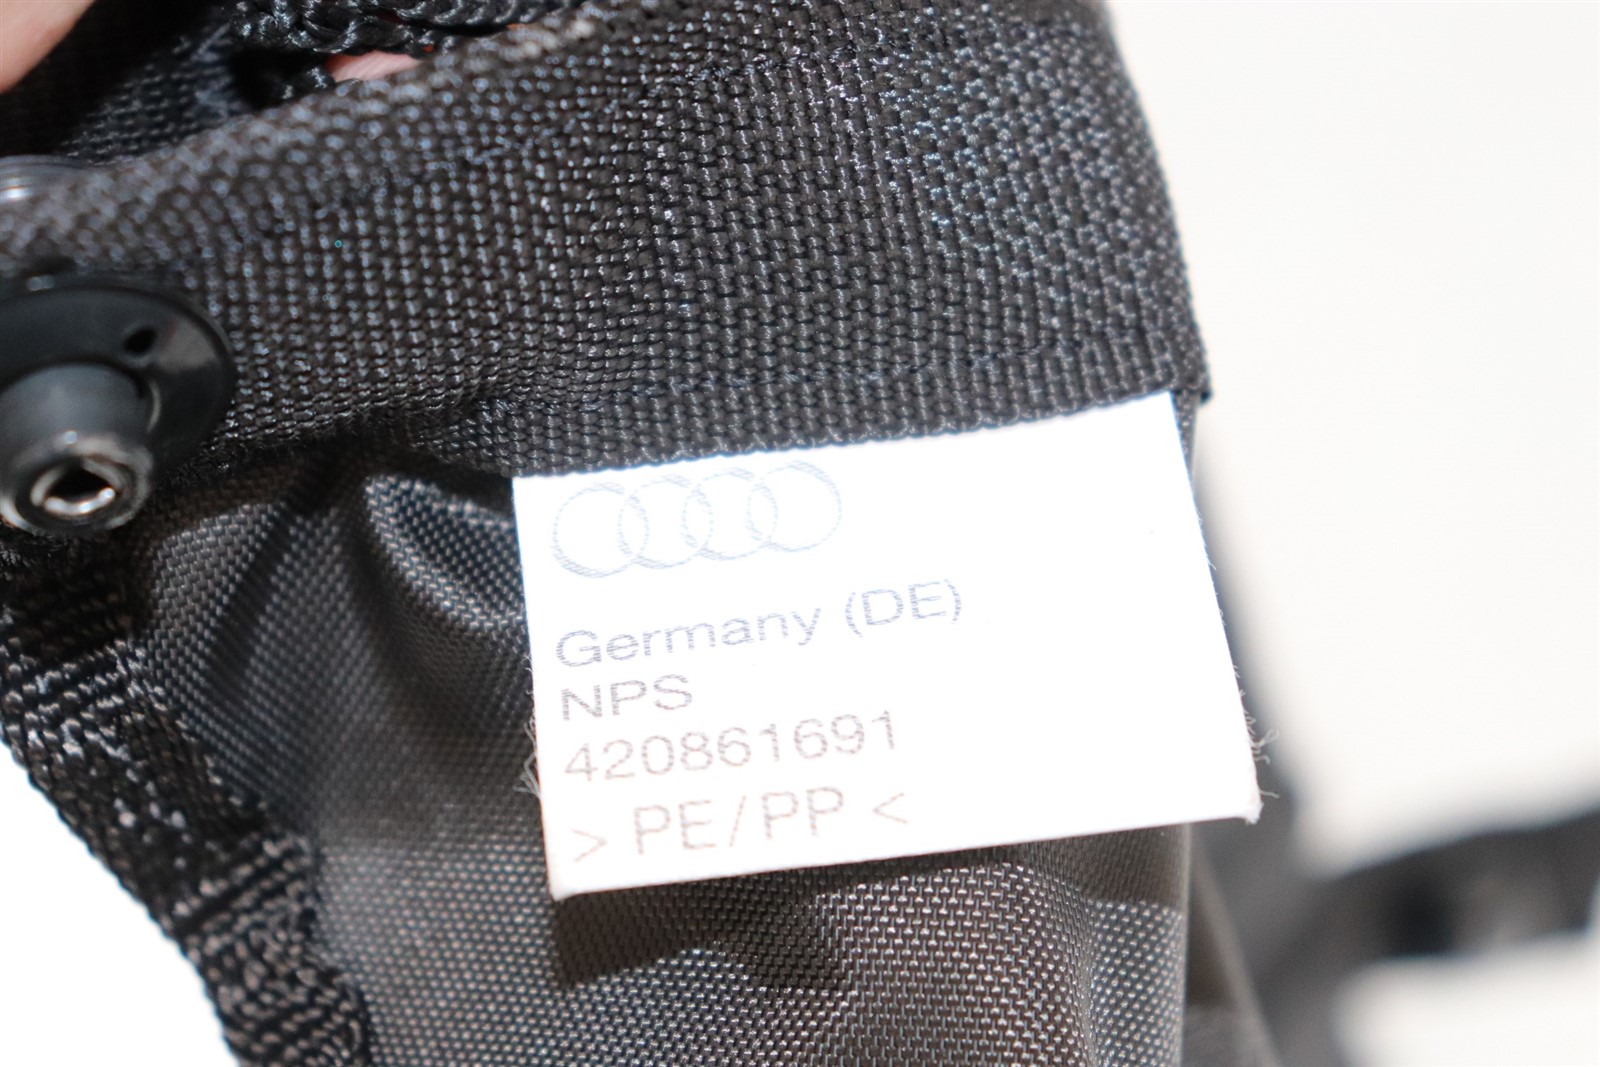 Germany (DE)
NPS
420861691
> PE/PP <